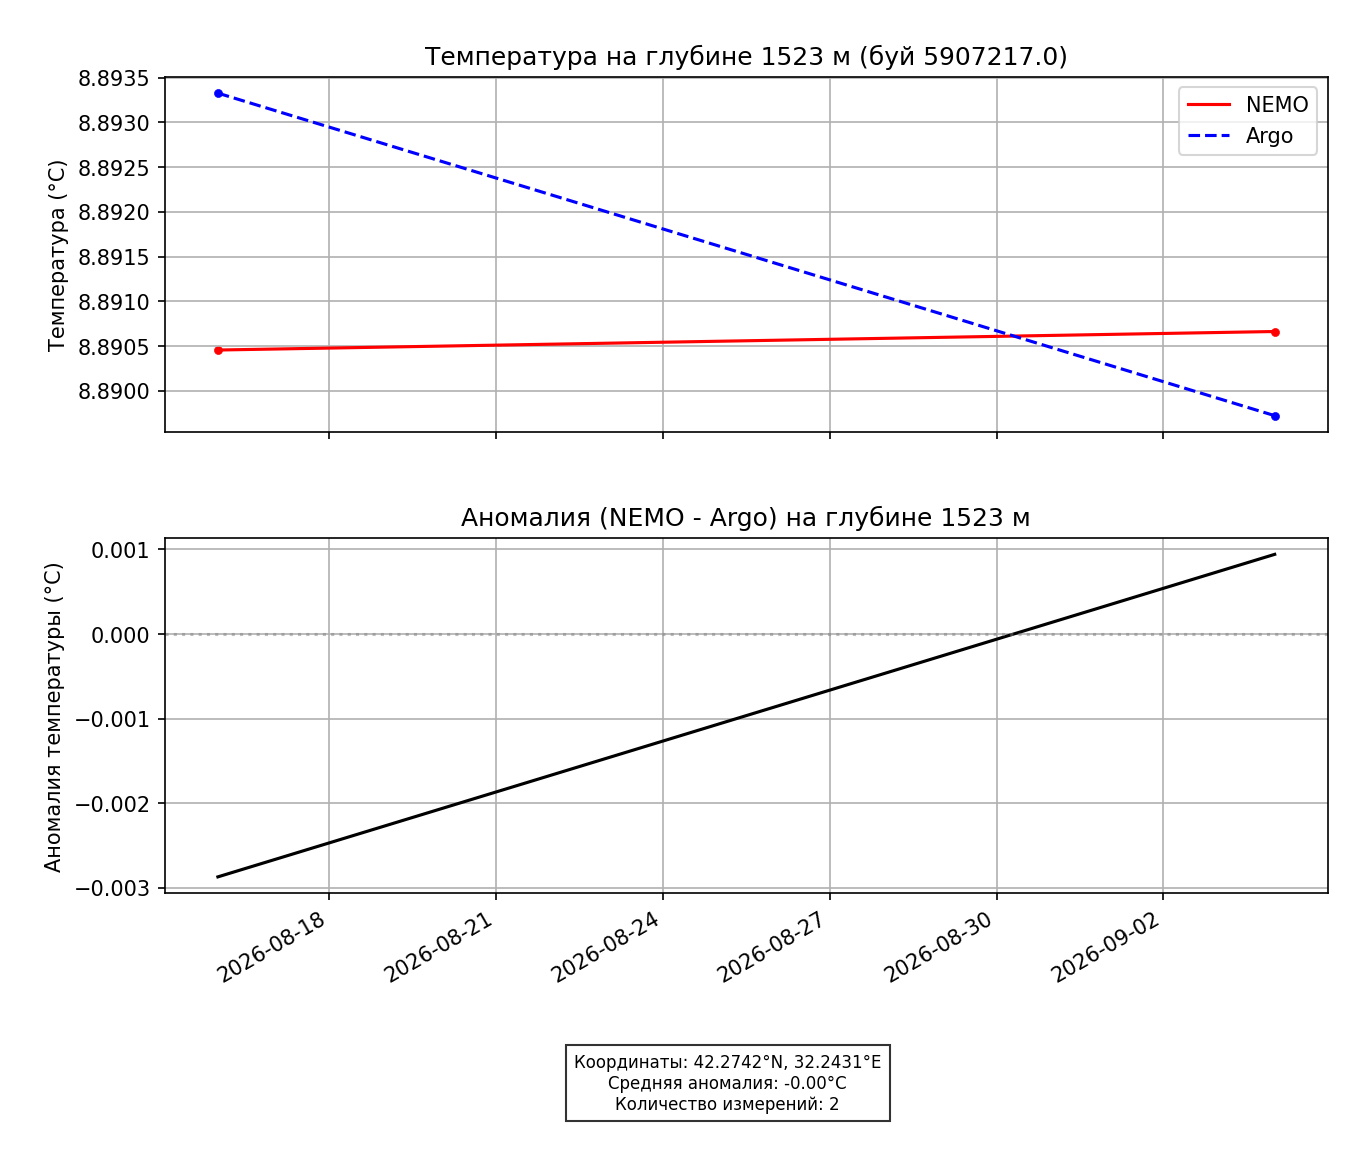 Температура на глубине 1523 м (буй 5907217.0)
8.8935
8.8930
8.8925
8.8920
8.8915
8.8910
8.8905
8.8900
Температура (°C)
NEMO
Argo
Аномалия (NEMO - Argo) на глубине 1523 м
0.001
0.000
−0.001
−0.002
−0.003
Аномалия температуры (°C)
2026-08-18
2026-08-21
2026-08-24
2026-08-27
2026-08-30
2026-09-02
Координаты: 42.2742°N, 32.2431°E
Средняя аномалия: -0.00°C
Количество измерений: 2